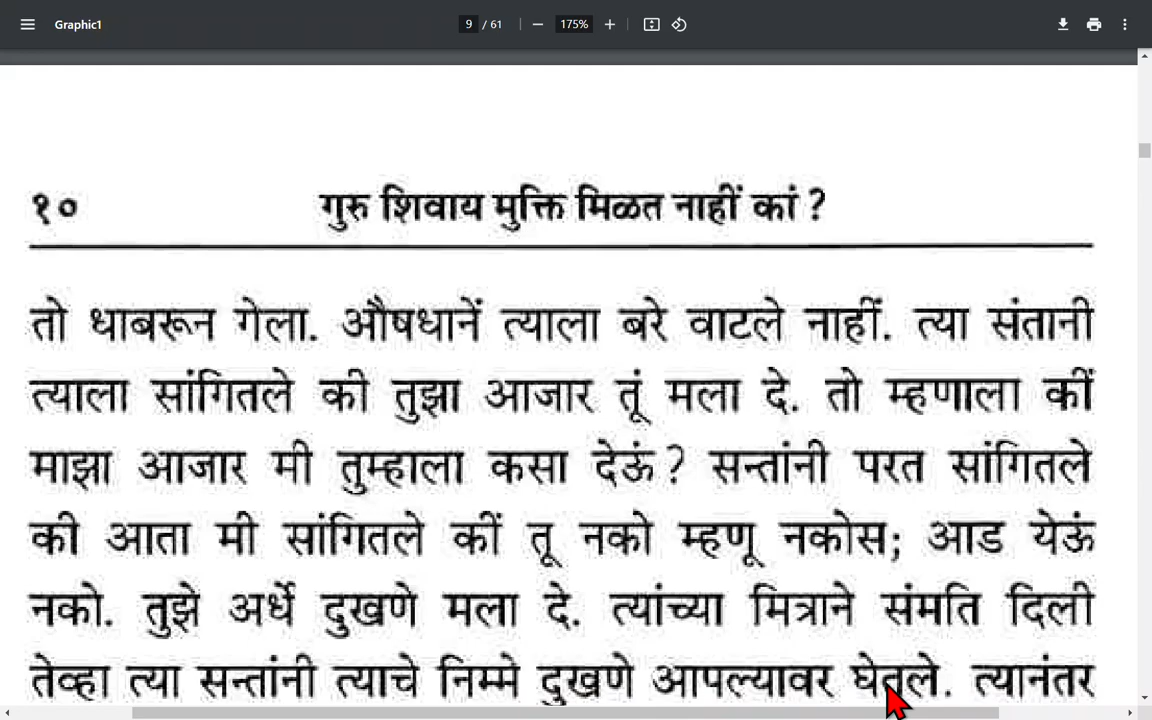 Graphic1
9 / 61
175%
१०
गुरु शिवाय मुक्ति मिळत नाहीं कां ?
तो धाबरून गेला. औषधानें त्याला बरे वाटले नाहीं. त्या संतानी
त्याला सांगितले की तुझा आजार तूं मला दे. तो म्हणाला कीं
माझा आजार मी तुम्हाला कसा देऊं ? सन्तांनी परत सांगितले
की आता मी सांगितले कीं तू नको म्हणू नकोस; आड येऊं
नको. तुझे अर्धे दुखणे मला दे. त्यांच्या मित्राने संमति दिली
तेव्हा त्या सन्तांनी त्याचे निम्मे दुखणे आपल्यावर घेतले. त्यानंतर